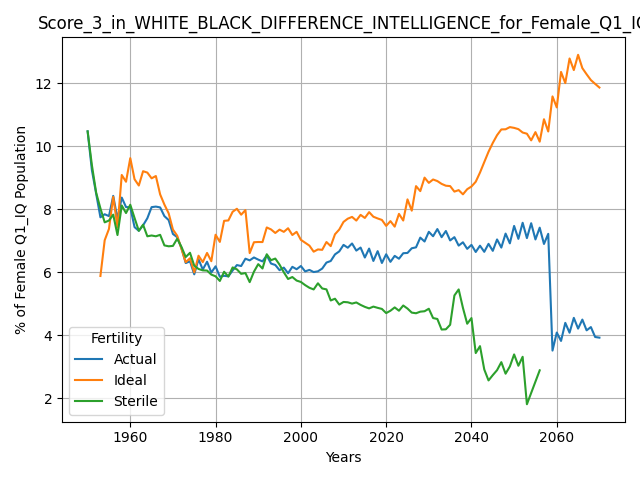 Score_3_in_WHITE_BLACK_DIFFERENCE_INTELLIGENCE_for_Female_Q1_IQ
% of Female Q1_IQ Population
12
10
8
6
4
2
Fertility
Actual
Ideal
Sterile
1960
1980
2000
2020
2040
2060
Years